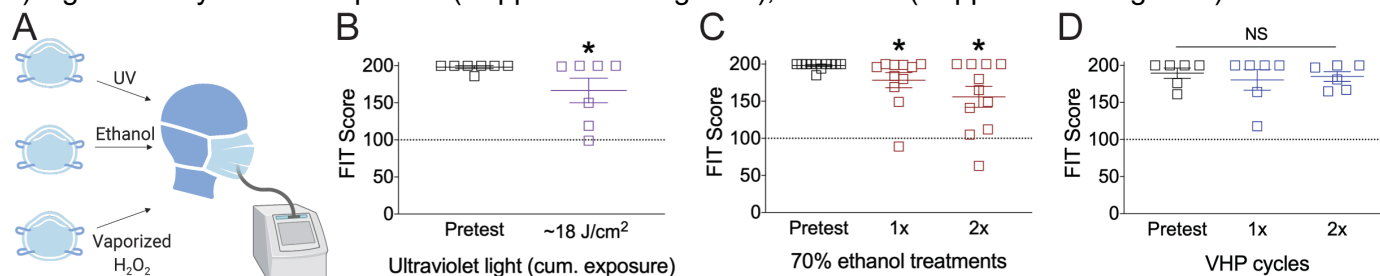 A
UV
Ethanol
Vaporized
H₂O₂
B
FIT Score
200
150
100
50
0
*
Pretest
~18 J/cm²
Ultraviolet light (cum. exposure)
C
FIT Score
200
150
100
50
0
*
*
Pretest
1x
2x
70% ethanol treatments
D
FIT Score
200
150
100
50
0
NS
Pretest
1x
2x
VHP cycles